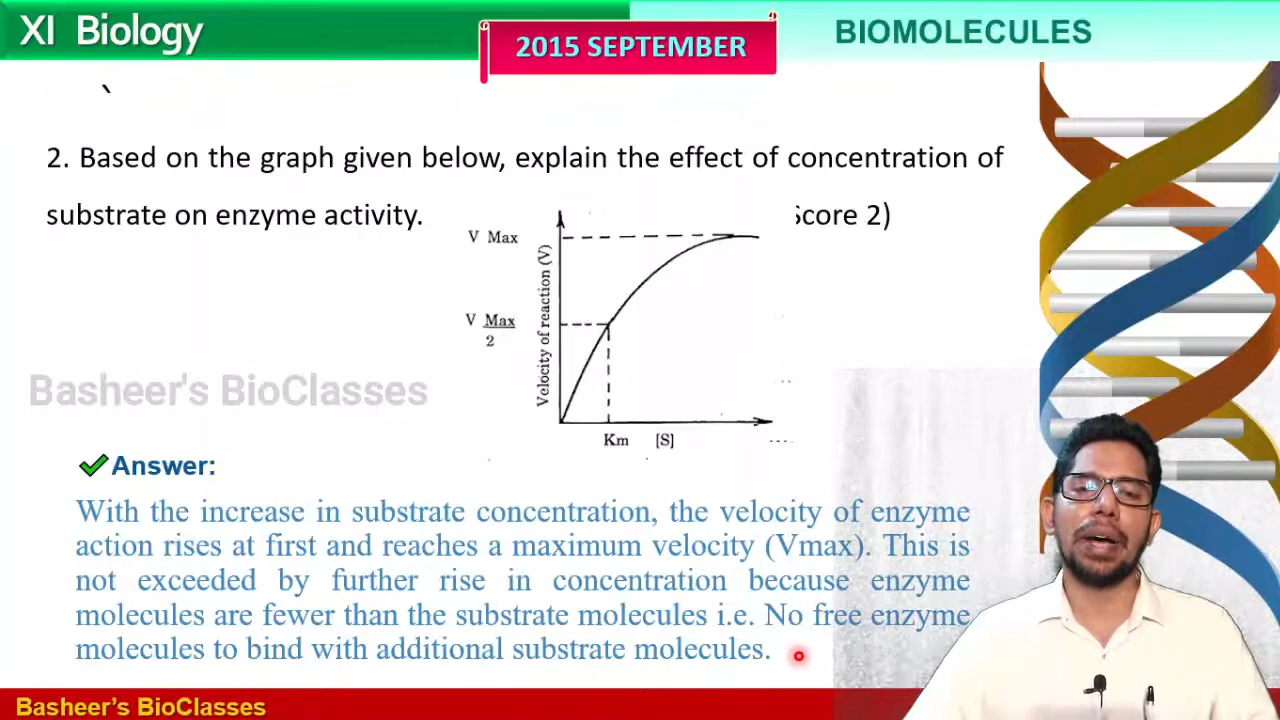 XI Biology
2015 SEPTEMBER
BIOMOLECULES
2. Based on the graph given below, explain the effect of concentration of
substrate on enzyme activity.
Score 2)
V Max
V Max
2
Velocity of reaction (V)
Km [S]
Basheer's BioClasses
Answer:
With the increase in substrate concentration, the velocity of enzyme
action rises at first and reaches a maximum velocity (Vmax). This is
not exceeded by further rise in concentration because enzyme
molecules are fewer than the substrate molecules i.e. No free enzyme
molecules to bind with additional substrate molecules.
Basheer’s BioClasses